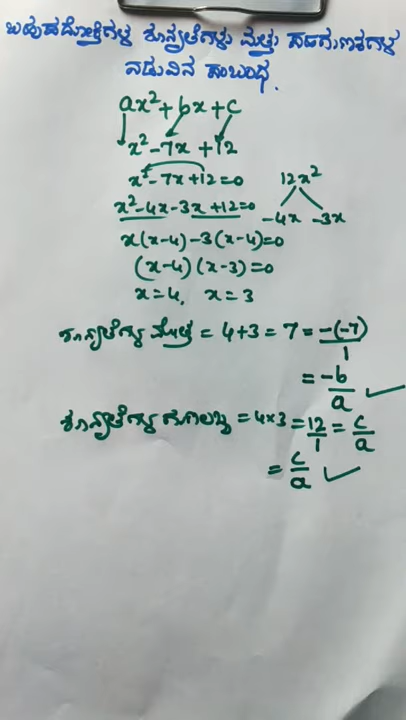 ಬಹುಪದೋಕ್ತಿಗಳ ಶೂನ್ಯತೆಗಳು ಮತ್ತು ಸಹಗುಣಕಗಳ
ನಡುವಿನ ಸಂಬಂಧ.
ax² + bx + c
x² - 7x + 12
x² - 7x + 12 = 0
12x²
x² - 4x - 3x + 12 = 0
-4x -3x
x(x-4) - 3(x-4) = 0
(x-4) (x-3) = 0
x = 4, x = 3
ಶೂನ್ಯತೆಗಳ ಮೊತ್ತ = 4 + 3 = 7 = -(-7)/1
= -b/a ✓
ಶೂನ್ಯತೆಗಳ ಗುಣಲಬ್ಧ = 4×3 = 12/1 = c/a
= c/a ✓